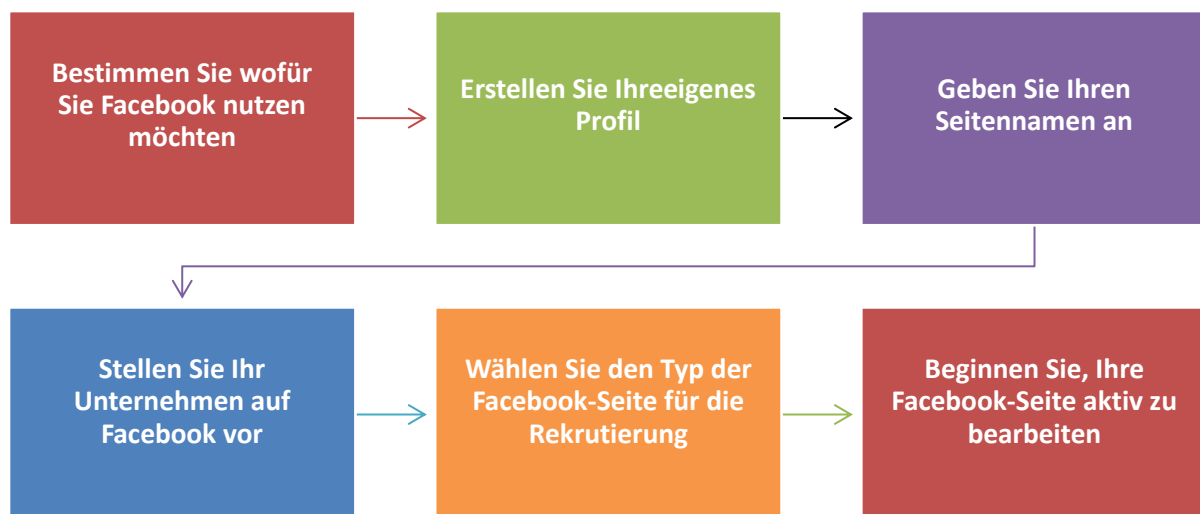 Bestimmen Sie wofür
Sie Facebook nutzen
möchten
Erstellen Sie Ihreeigenes
Profil
Geben Sie Ihren
Seitennamen an
Stellen Sie Ihr
Unternehmen auf
Facebook vor
Wählen Sie den Typ der
Facebook-Seite für die
Rekrutierung
Beginnen Sie, Ihre
Facebook-Seite aktiv zu
bearbeiten